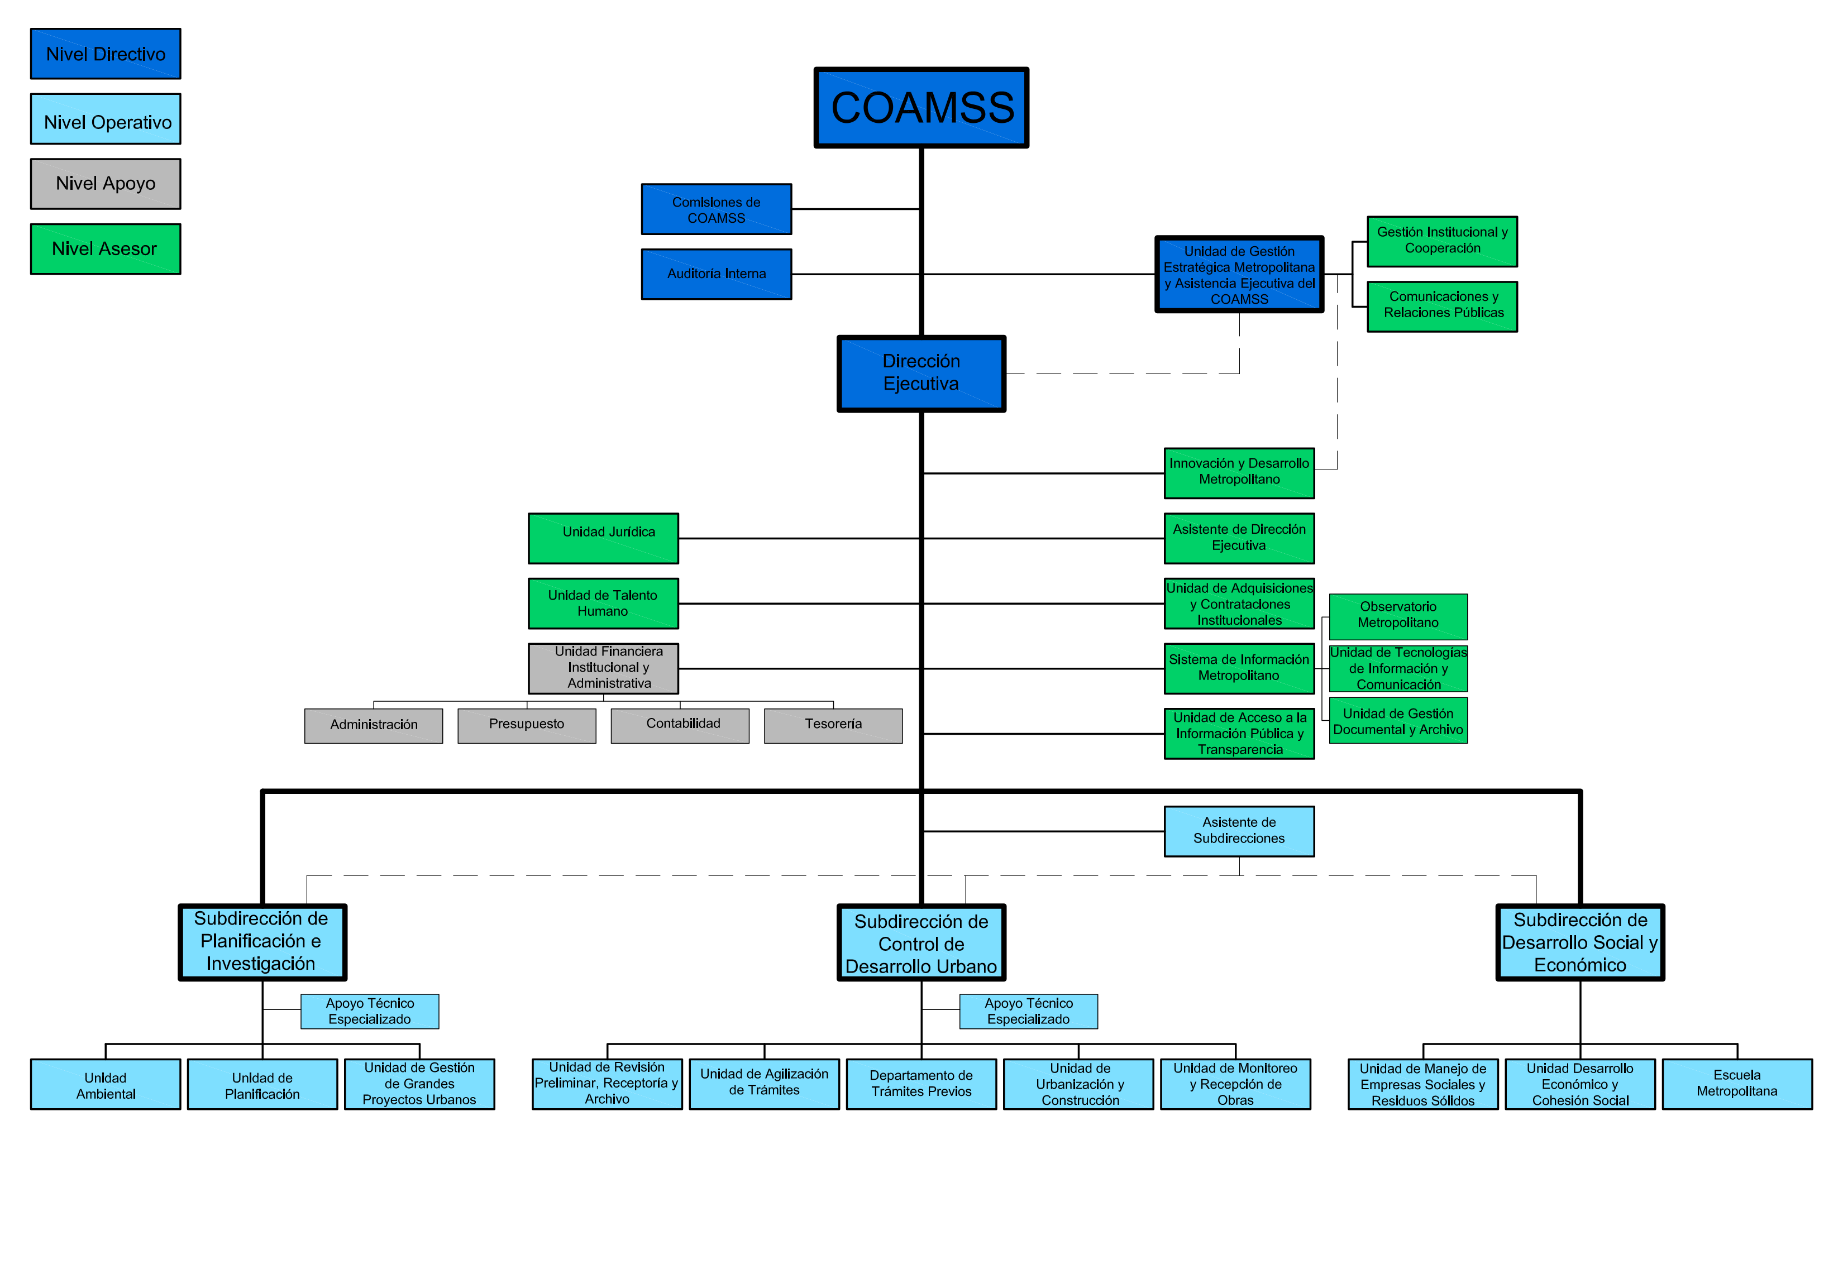 Nivel Directivo
Nivel Operativo
Nivel Apoyo
Nivel Asesor
COAMSS
Comisiones de
COAMSS
Auditoría Interna
Unidad de Gestión
Estratégica Metropolitana
y Asistencia Ejecutiva del
COAMSS
Gestión Institucional y
Cooperación
Comunicaciones y
Relaciones Públicas
Dirección
Ejecutiva
Innovación y Desarrollo
Metropolitano
Unidad Jurídica
Asistente de Dirección
Ejecutiva
Unidad de Talento
Humano
Unidad de Adquisiciones
y Contrataciones
Institucionales
Unidad Financiera
Institucional y
Administrativa
Sistema de Información
Metropolitano
Observatorio
Metropolitano
Unidad de Tecnologías
de Información y
Comunicación
Unidad de Gestión
Documental y Archivo
Administración
Presupuesto
Contabilidad
Tesorería
Unidad de Acceso a la
Información Pública y
Transparencia
Asistente de
Subdirecciones
Subdirección de
Planificación e
Investigación
Subdirección de
Control de
Desarrollo Urbano
Subdirección de
Desarrollo Social y
Económico
Apoyo Técnico
Especializado
Apoyo Técnico
Especializado
Unidad
Ambiental
Unidad de
Planificación
Unidad de Gestión
de Grandes
Proyectos Urbanos
Unidad de Revisión
Preliminar, Receptoría y
Archivo
Unidad de Agilización
de Trámites
Departamento de
Trámites Previos
Unidad de
Urbanización y
Construcción
Unidad de Monitoreo
y Recepción de
Obras
Unidad de Manejo de
Empresas Sociales y
Residuos Sólidos
Unidad Desarrollo
Económico y
Cohesión Social
Escuela
Metropolitana